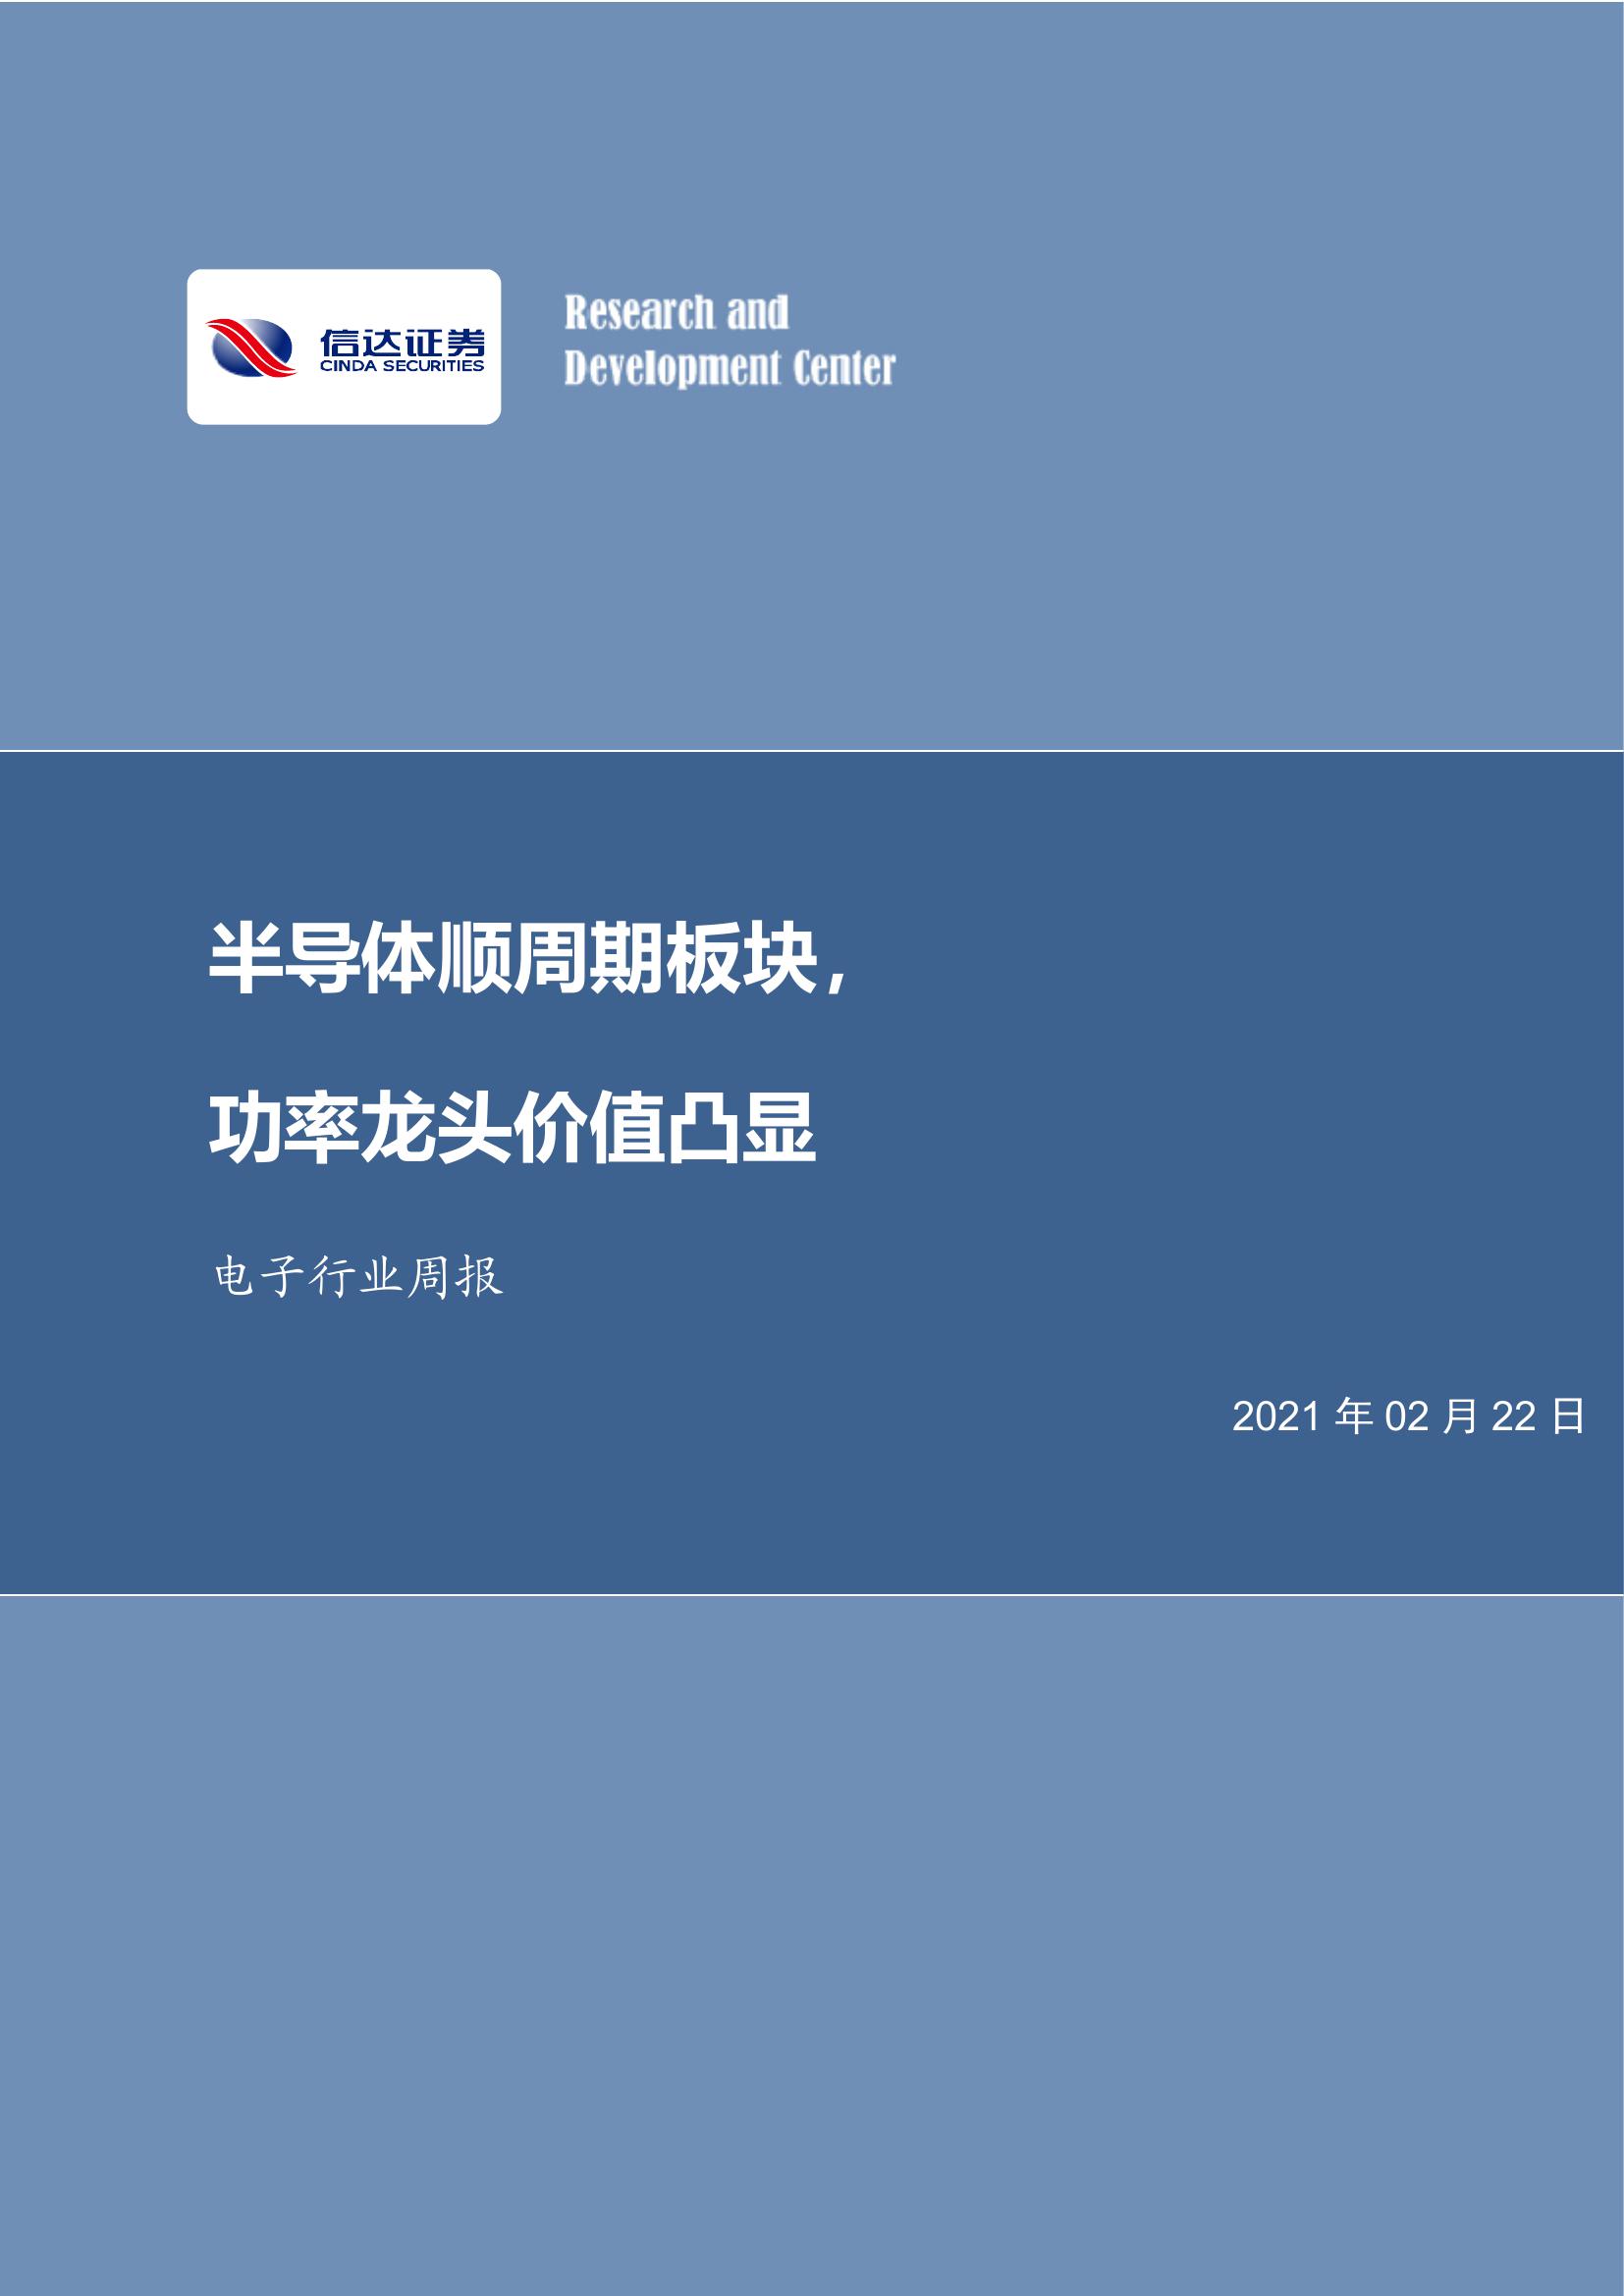 信达证券
CINDA SECURITIES
Research and
Development Center
半导体顺周期板块，
功率龙头价值凸显
电子行业周报
2021 年 02 月 22 日